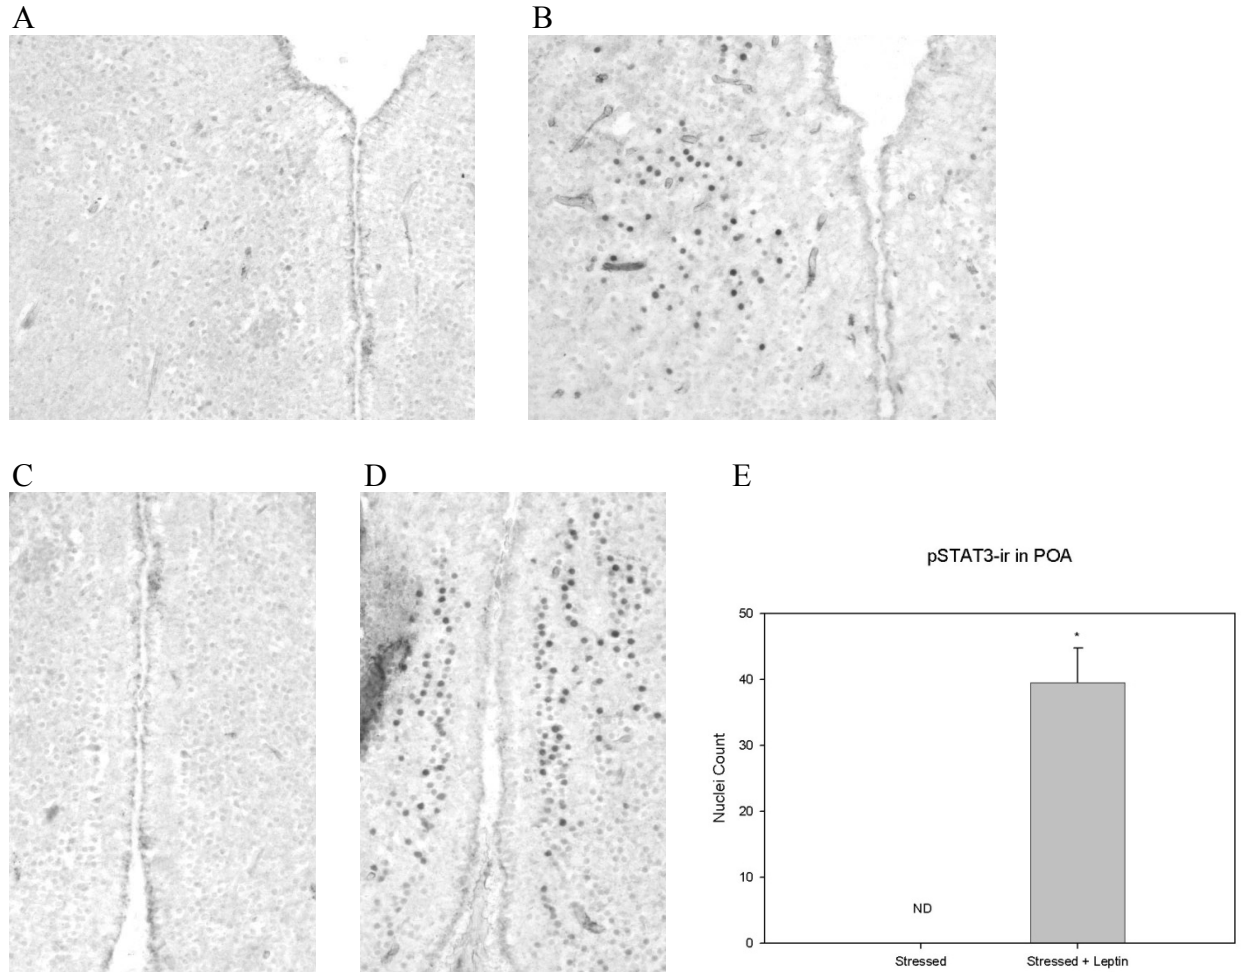 A
B
C
D
E
pSTAT3-ir in POA
50
40
30
20
10
0
Nuclei Count
*
ND
Stressed
Stressed + Leptin